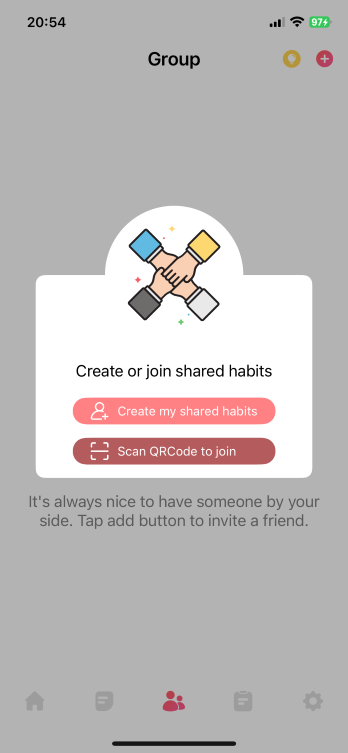 20:54
97
Group
Create or join shared habits
Create my shared habits
Scan QRCode to join
It's always nice to have someone by your
side. Tap add button to invite a friend.